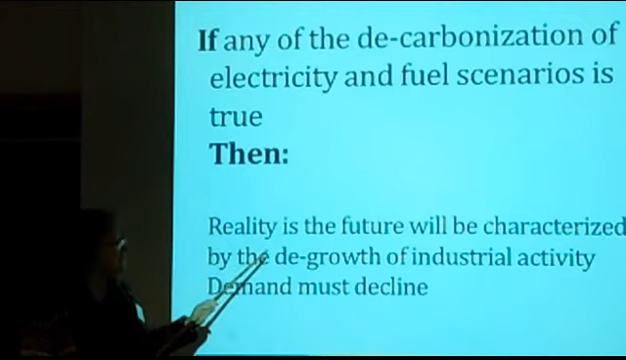 If any of the de-carbonization of
electricity and fuel scenarios is
true
Then:
Reality is the future will be characterized
by the de-growth of industrial activity
Demand must decline